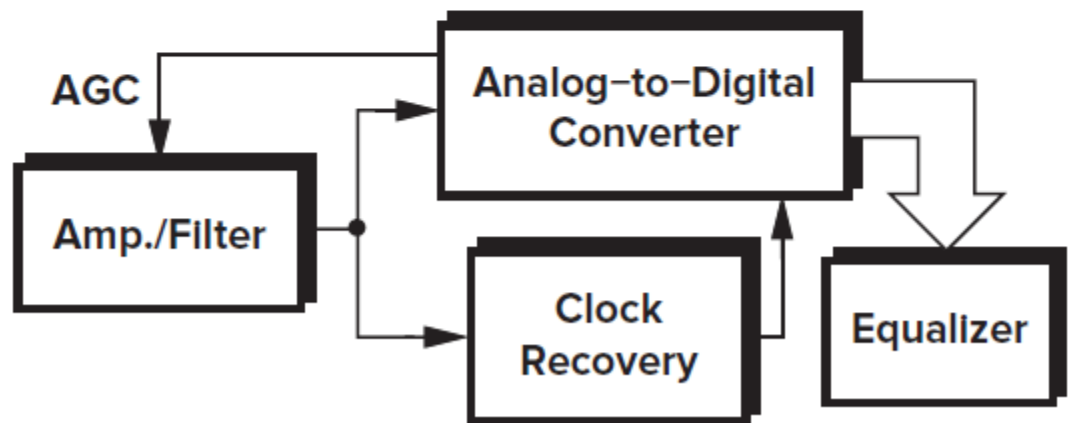 AGC
Analog-to-Digital
Converter
Amp./Filter
Clock
Recovery
Equalizer